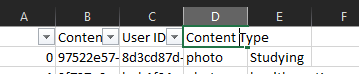 A B C D E F
Conten User ID Content Type
0 97522e57- 8d3cd87d- photo Studying